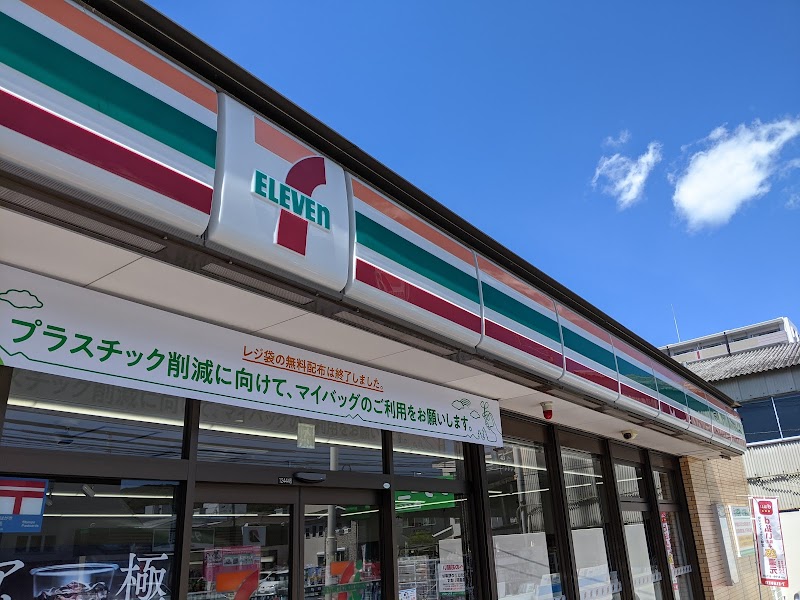 ELEVEn
レジ袋の無料配布は終了しました。
プラスチック削減に向けて、マイバッグのご利用をお願いします。
〒
極